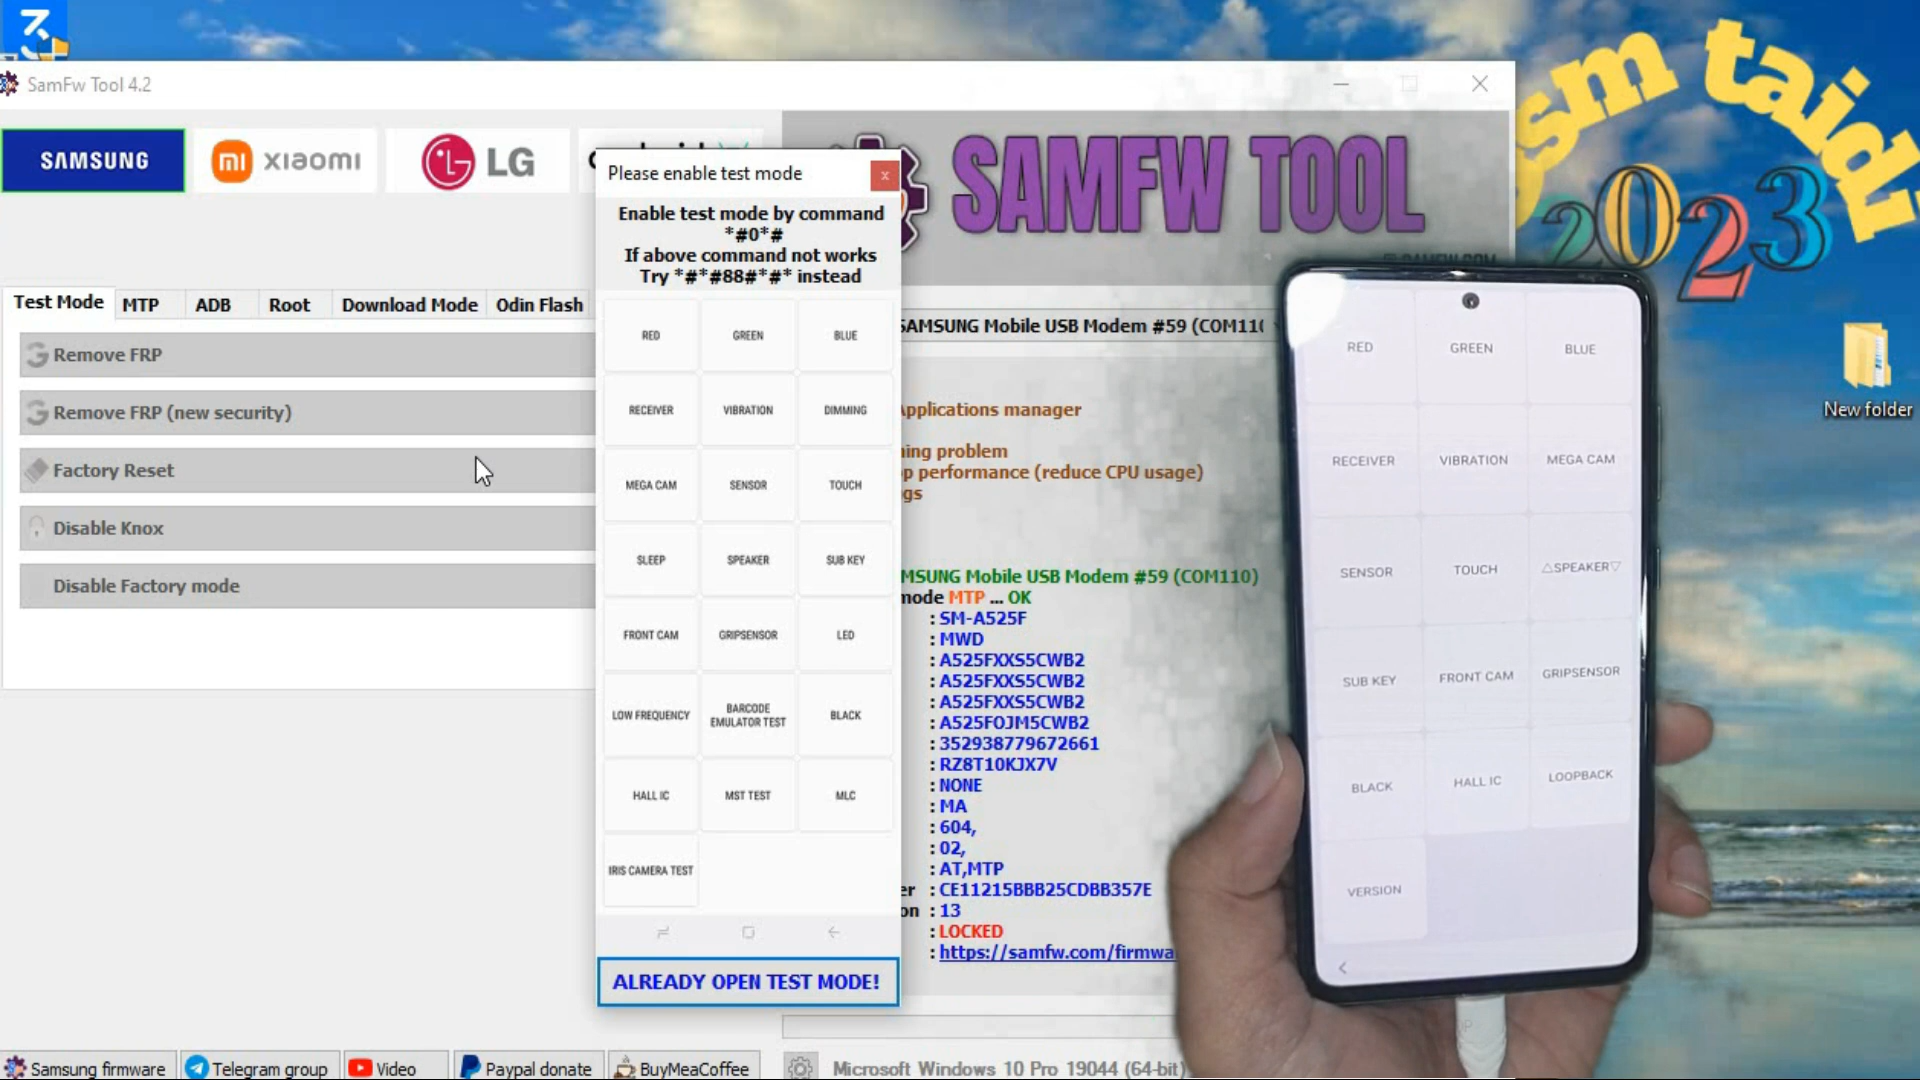 SamFw Tool 4.2
SAMSUNG
xiaomi
LG
SAMFW TOOL
gsm taidi
2023
Please enable test mode
Enable test mode by command
*#0*#
If above command not works
Try *#*#88#*#* instead
Test Mode
MTP
ADB
Root
Download Mode
Odin Flash
Remove FRP
Remove FRP (new security)
Factory Reset
Disable Knox
Disable Factory mode
RED
GREEN
BLUE
RECEIVER
VIBRATION
DIMMING
MEGA CAM
SENSOR
TOUCH
SLEEP
SPEAKER
SUB KEY
FRONT CAM
GRIPSENSOR
LED
LOW FREQUENCY
BARCODE
EMULATOR TEST
BLACK
HALL IC
MST TEST
MLC
IRIS CAMERA TEST
ALREADY OPEN TEST MODE!
SAMSUNG Mobile USB Modem #59 (COM11
Applications manager
ing problem
p performance (reduce CPU usage)
gs
MSUNG Mobile USB Modem #59 (COM110)
mode MTP ... OK
: SM-A525F
: MWD
: A525FXXS5CWB2
: A525FXXS5CWB2
: A525FXXS5CWB2
: A525FOJM5CWB2
: 352938779672661
: RZ8T10KJX7V
: NONE
: MA
: 604,
: 02,
: AT,MTP
er : CE11215BBB25CDBB357E
on : 13
: LOCKED
: https://samfw.com/firmwa
RED
GREEN
BLUE
RECEIVER
VIBRATION
MEGA CAM
SENSOR
TOUCH
△SPEAKER▽
SUB KEY
FRONT CAM
GRIPSENSOR
BLACK
HALL IC
LOOPBACK
VERSION
New folder
Samsung firmware
Telegram group
Video
Paypal donate
BuyMeaCoffee
Microsoft Windows 10 Pro 19044 (64-bit)